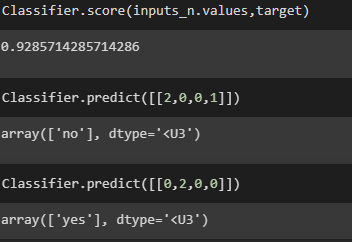 Classifier.score(inputs_n.values,target)
0.9285714285714286
Classifier.predict([[2,0,0,1]])
array(['no'], dtype='<U3')
Classifier.predict([[0,2,0,0]])
array(['yes'], dtype='<U3')